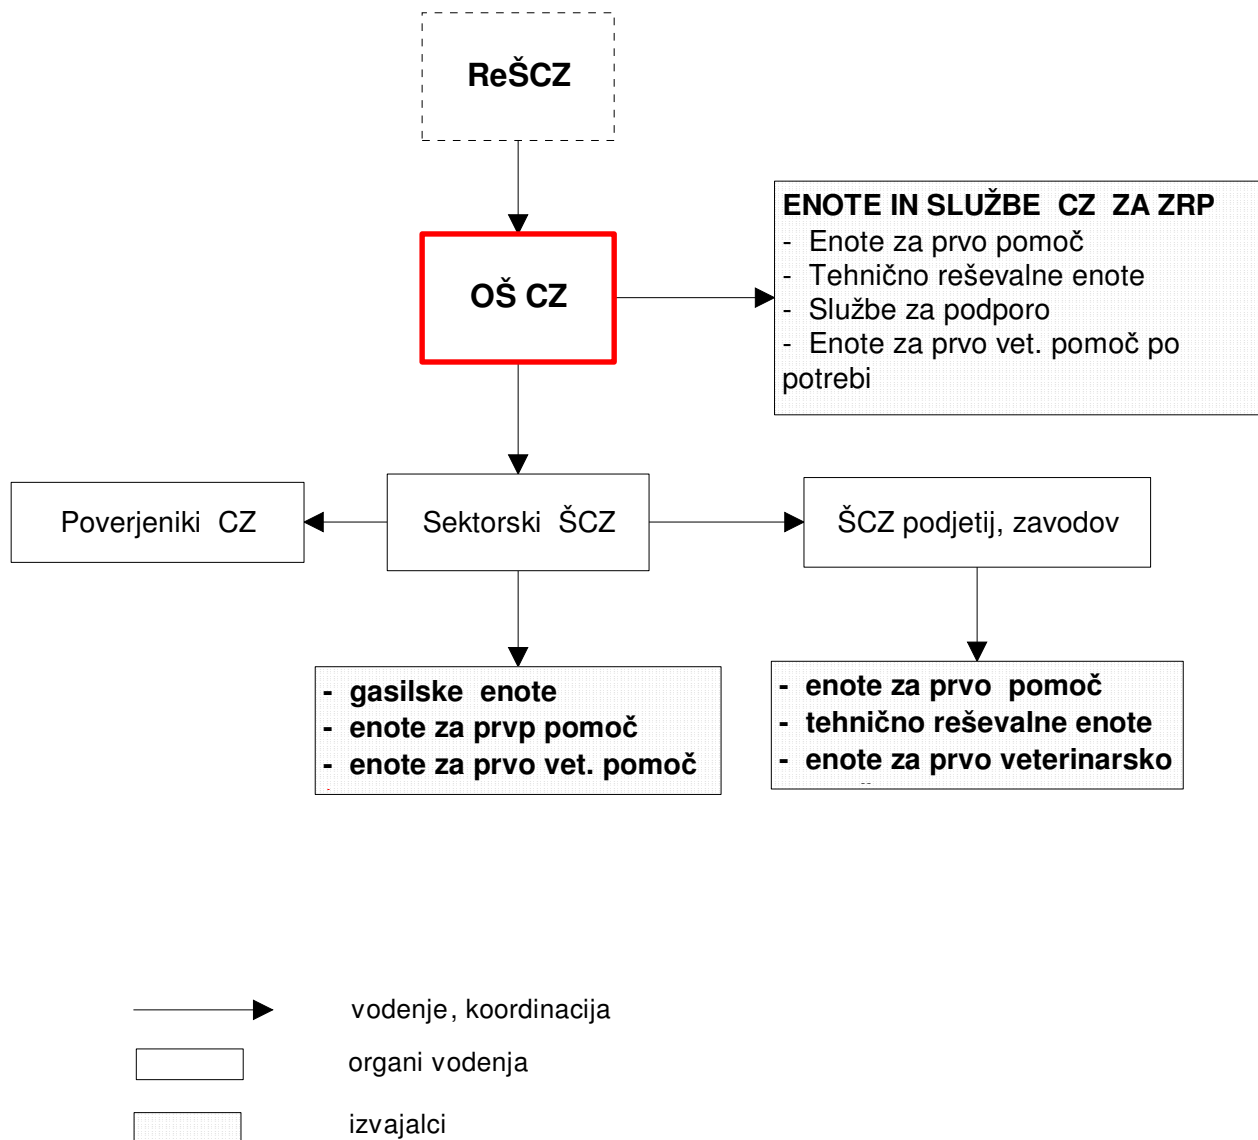 ReŠCZ
OŠ CZ
ENOTE IN SLUŽBE CZ ZA ZRP
- Enote za prvo pomoč
- Tehnično reševalne enote
- Službe za podporo
- Enote za prvo vet. pomoč po
potrebi
Poverjeniki CZ
Sektorski ŠCZ
ŠCZ podjetij, zavodov
- gasilske enote
- enote za prvp pomoč
- enote za prvo vet. pomoč
- enote za prvo pomoč
- tehnično reševalne enote
- enote za prvo veterinarsko
vodenje, koordinacija
organi vodenja
izvajalci